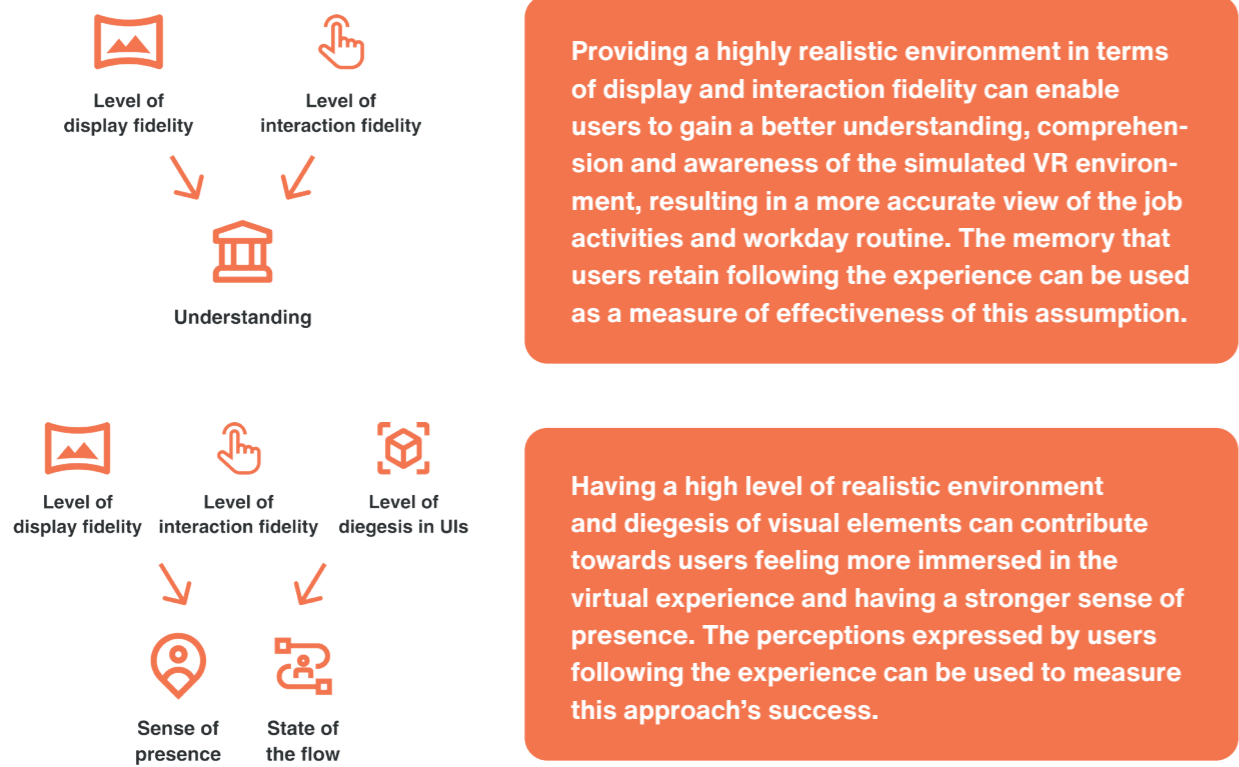 Level of
display fidelity
Level of
interaction fidelity
Understanding
Providing a highly realistic environment in terms
of display and interaction fidelity can enable
users to gain a better understanding, comprehen-
sion and awareness of the simulated VR environ-
ment, resulting in a more accurate view of the job
activities and workday routine. The memory that
users retain following the experience can be used
as a measure of effectiveness of this assumption.
Level of
display fidelity
Level of
interaction fidelity
Level of
diegesis in UIs
Sense of
presence
State of
the flow
Having a high level of realistic environment
and diegesis of visual elements can contribute
towards users feeling more immersed in the
virtual experience and having a stronger sense of
presence. The perceptions expressed by users
following the experience can be used to measure
this approach’s success.